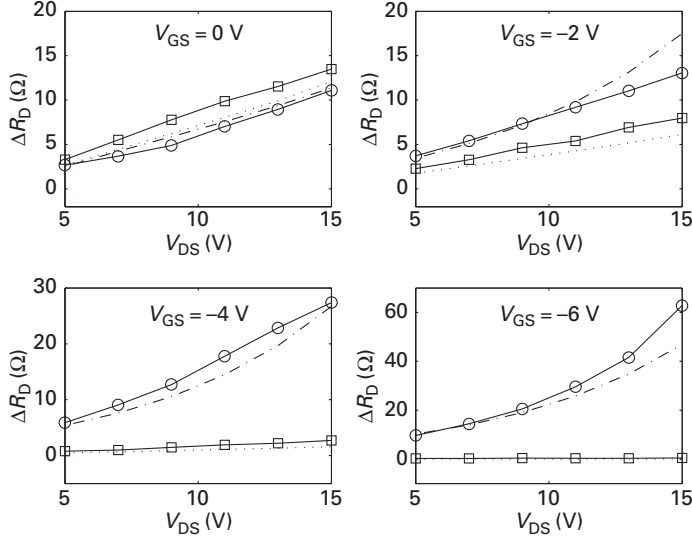 20
15
10
5
0
ΔR_D (Ω)
V_GS = 0 V
5
10
15
V_DS (V)
20
15
10
5
0
ΔR_D (Ω)
V_GS = –2 V
5
10
15
V_DS (V)
30
20
10
0
ΔR_D (Ω)
V_GS = –4 V
5
10
15
V_DS (V)
60
40
20
0
ΔR_D (Ω)
V_GS = –6 V
5
10
15
V_DS (V)